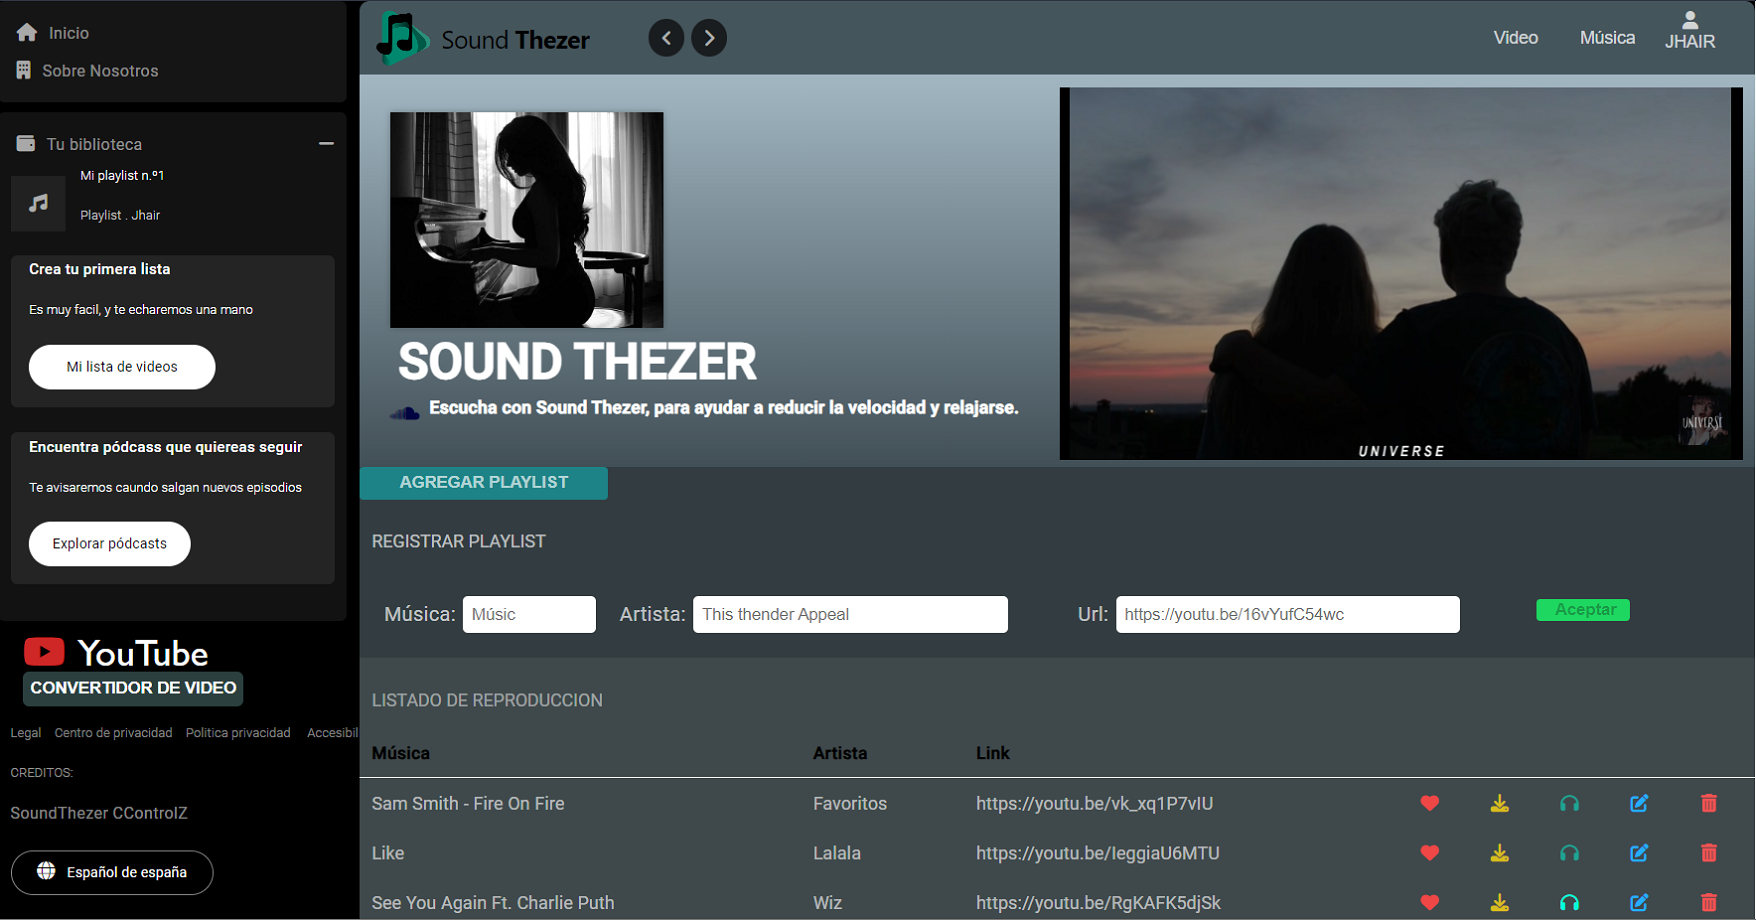 Inicio
Sobre Nosotros
Tu biblioteca
Mi playlist n.º1
Playlist . Jhair
Crea tu primera lista
Es muy facil, y te echaremos una mano
Mi lista de videos
Encuentra pódcass que quiereas seguir
Te avisaremos caundo salgan nuevos episodios
Explorar pódcasts
YouTube
CONVERTIDOR DE VIDEO
Legal Centro de privacidad Politica privacidad Accesibil
CREDITOS:
SoundThezer CControlZ
Español de españa
Sound Thezer
Video Música JHAIR
SOUND THEZER
Escucha con Sound Thezer, para ayudar a reducir la velocidad y relajarse.
UNIVERSE
UNIVERSE
AGREGAR PLAYLIST
REGISTRAR PLAYLIST
Música: Músic Artista: This thender Appeal Url: https://youtu.be/16vYufC54wc Aceptar
LISTADO DE REPRODUCCION
Música Artista Link
Sam Smith - Fire On Fire Favoritos https://youtu.be/vk_xq1P7vIU
Like Lalala https://youtu.be/IeggiaU6MTU
See You Again Ft. Charlie Puth Wiz https://youtu.be/RgKAFK5djSk